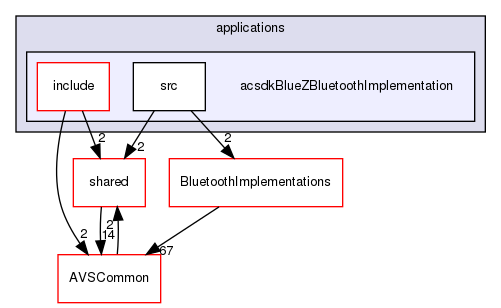 applications
include
src
acsdkBlueZBluetoothImplementation
2
2
2
shared
BluetoothImplementations
2
14
2
67
AVSCommon